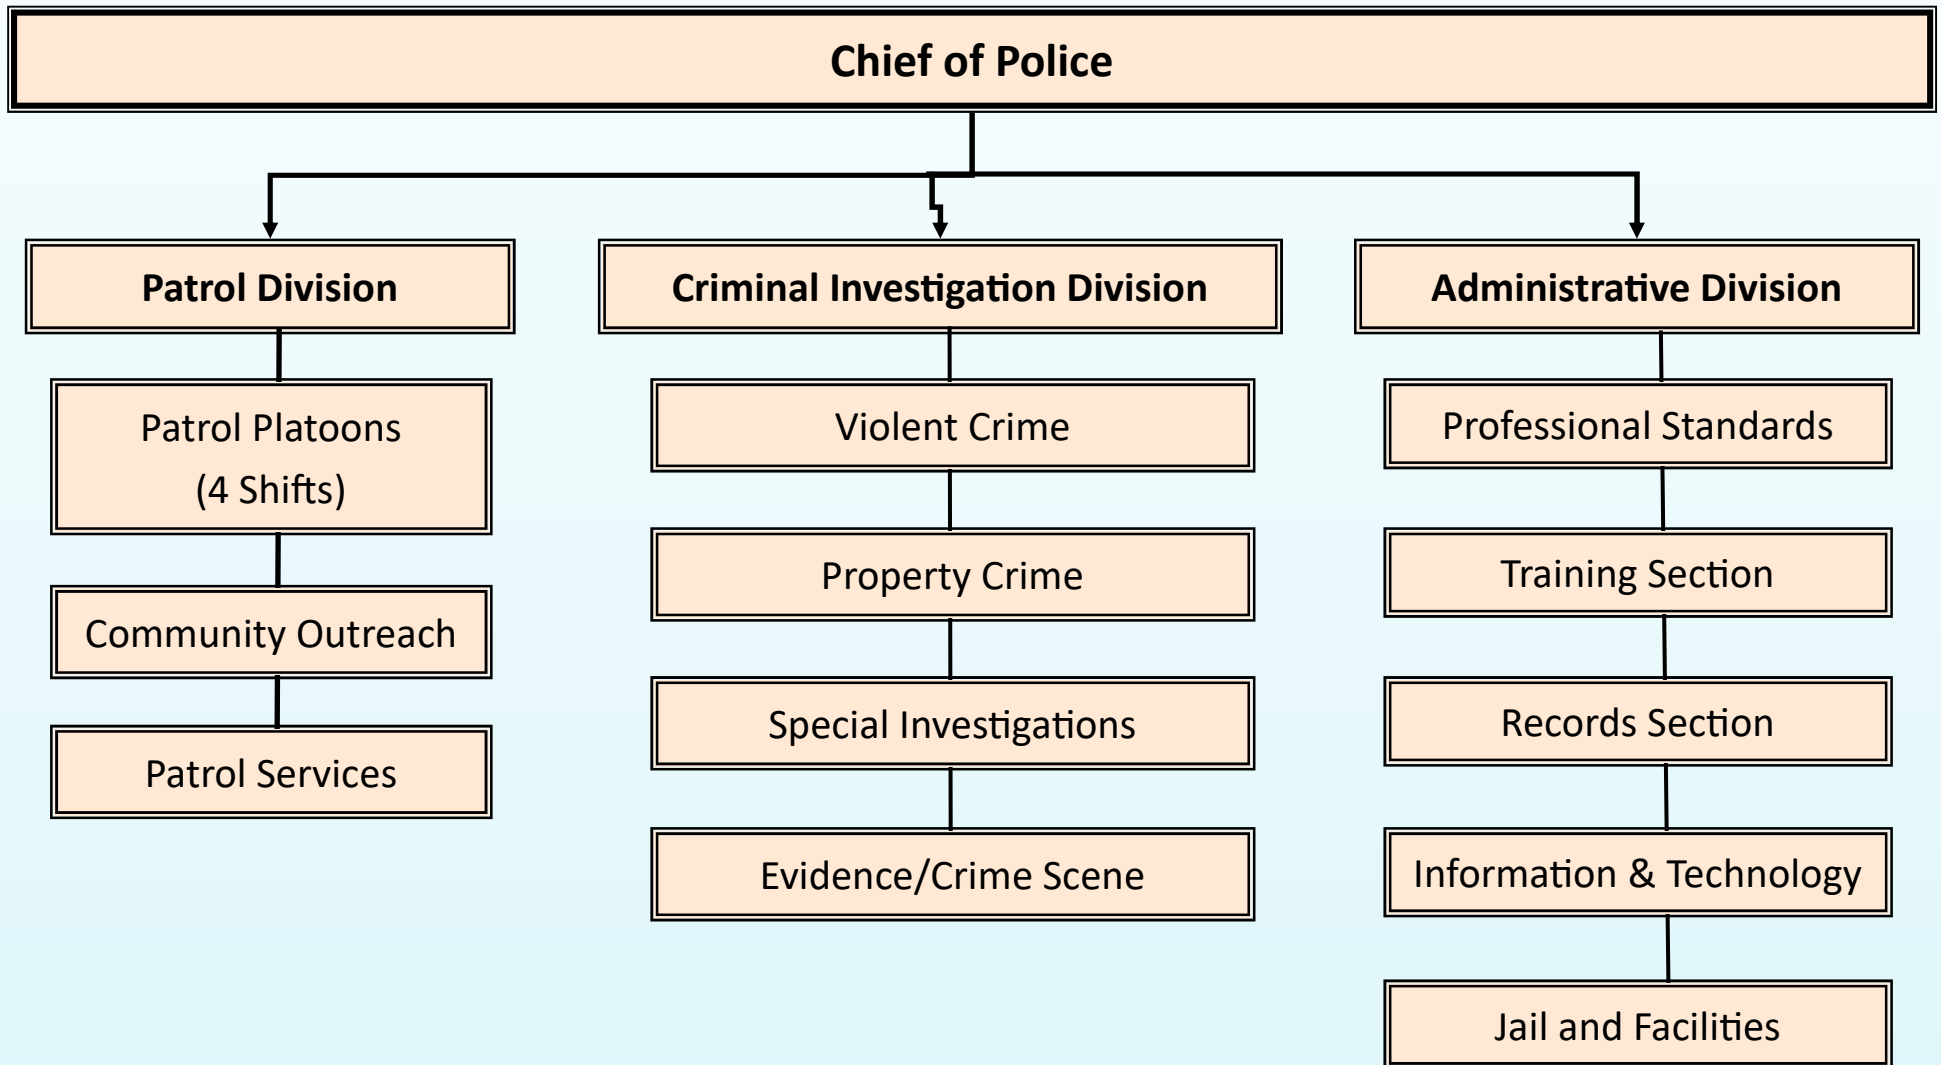 Chief of Police
Patrol Division
Patrol Platoons
(4 Shifts)
Community Outreach
Patrol Services
Criminal Investigation Division
Violent Crime
Property Crime
Special Investigations
Evidence/Crime Scene
Administrative Division
Professional Standards
Training Section
Records Section
Information & Technology
Jail and Facilities